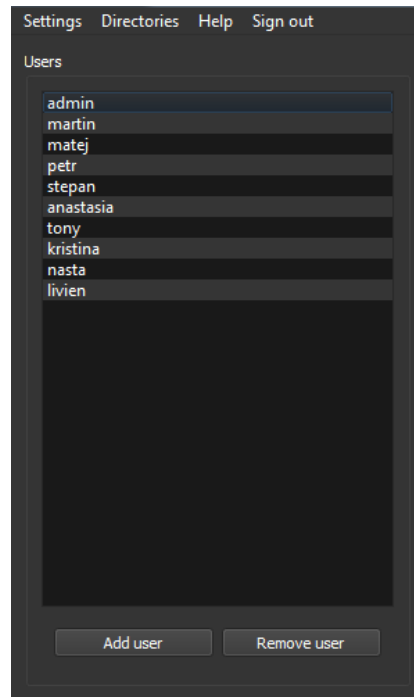 Settings Directories Help Sign out
Users
admin
martin
matej
petr
stepan
anastasia
tony
kristina
nasta
livien
Add user Remove user